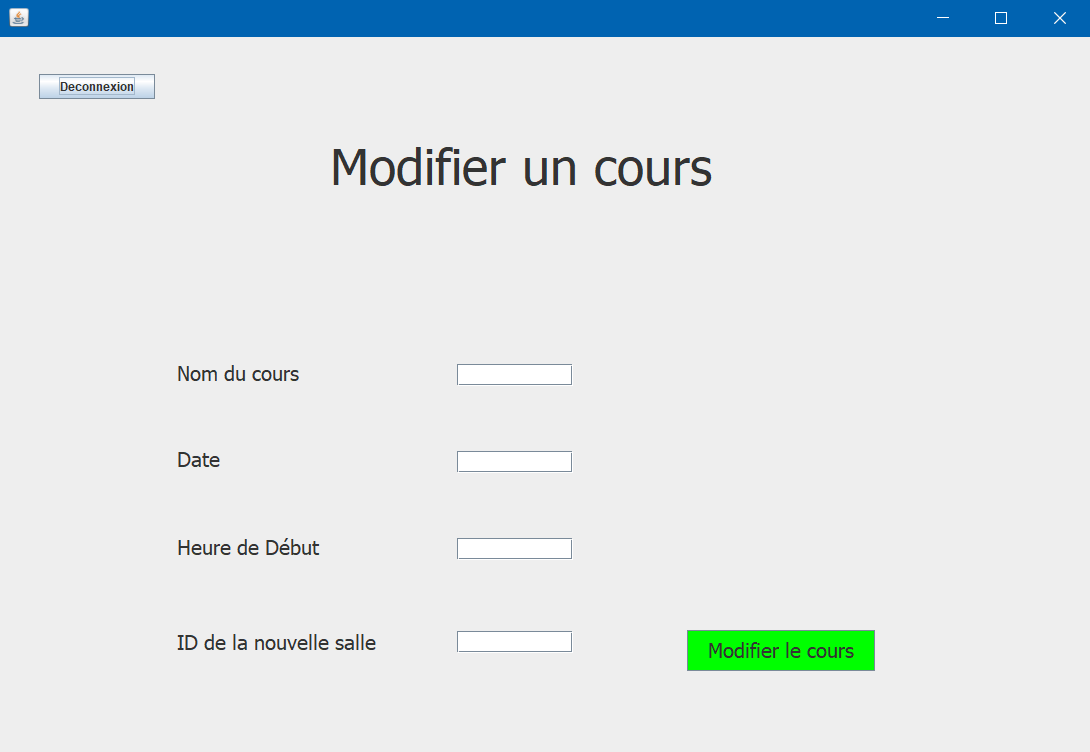 Deconnexion
Modifier un cours
Nom du cours
Date
Heure de Début
ID de la nouvelle salle
Modifier le cours